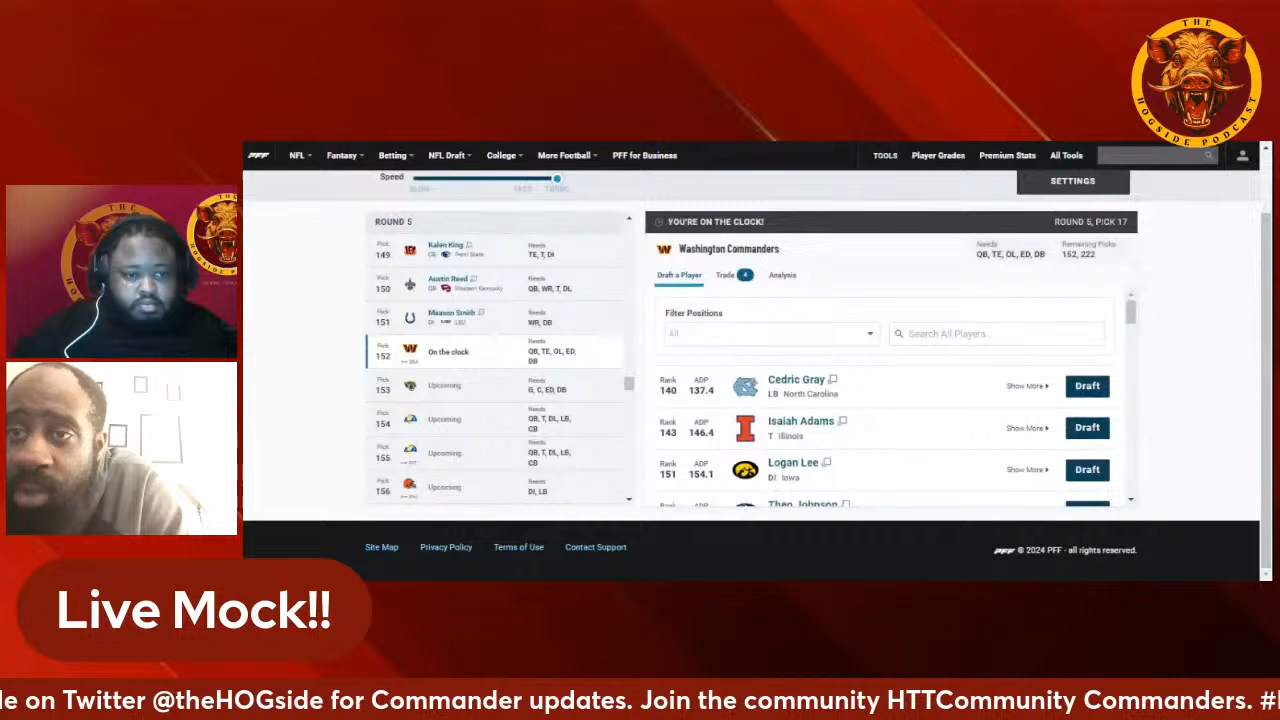 THE
HOGSIDE PODCAST
PFF
NFL
Fantasy
Betting
NFL Draft
College
More Football
PFF for Business
TOOLS
Player Grades
Premium Stats
All Tools
Speed
SETTINGS
ROUND 5
Pick 149
Kalen King
CB Penn State
Needs
TE, T, DI
Pick 150
Austin Reed
QB Western Kentucky
Needs
QB, WR, T, DL
Pick 151
Maason Smith
DI LSU
Needs
WR, DB
Pick 152
On the clock
Needs
QB, TE, OL, ED,
DB
Pick 153
Upcoming
Needs
G, C, ED, DB
Pick 154
Upcoming
Needs
QB, T, DL, LB,
CB
Pick 155
Upcoming
Needs
QB, T, DL, LB,
CB
Pick 156
Upcoming
Needs
DI, LB
YOU'RE ON THE CLOCK!
ROUND 5, PICK 17
Washington Commanders
Needs
QB, TE, OL, ED, DB
Remaining Picks
152, 222
Draft a Player
Trade 4
Analysis
Filter Positions
All
Search All Players...
Rank 140
ADP 137.4
Cedric Gray
LB North Carolina
Show More
Draft
Rank 143
ADP 146.4
Isaiah Adams
T Illinois
Show More
Draft
Rank 151
ADP 154.1
Logan Lee
DI Iowa
Show More
Draft
Theo Johnson
Site Map
Privacy Policy
Terms of Use
Contact Support
PFF © 2024 PFF - all rights reserved.
Live Mock!!
on Twitter @theHOGside for Commander updates. Join the community HTTCommunity Commanders.